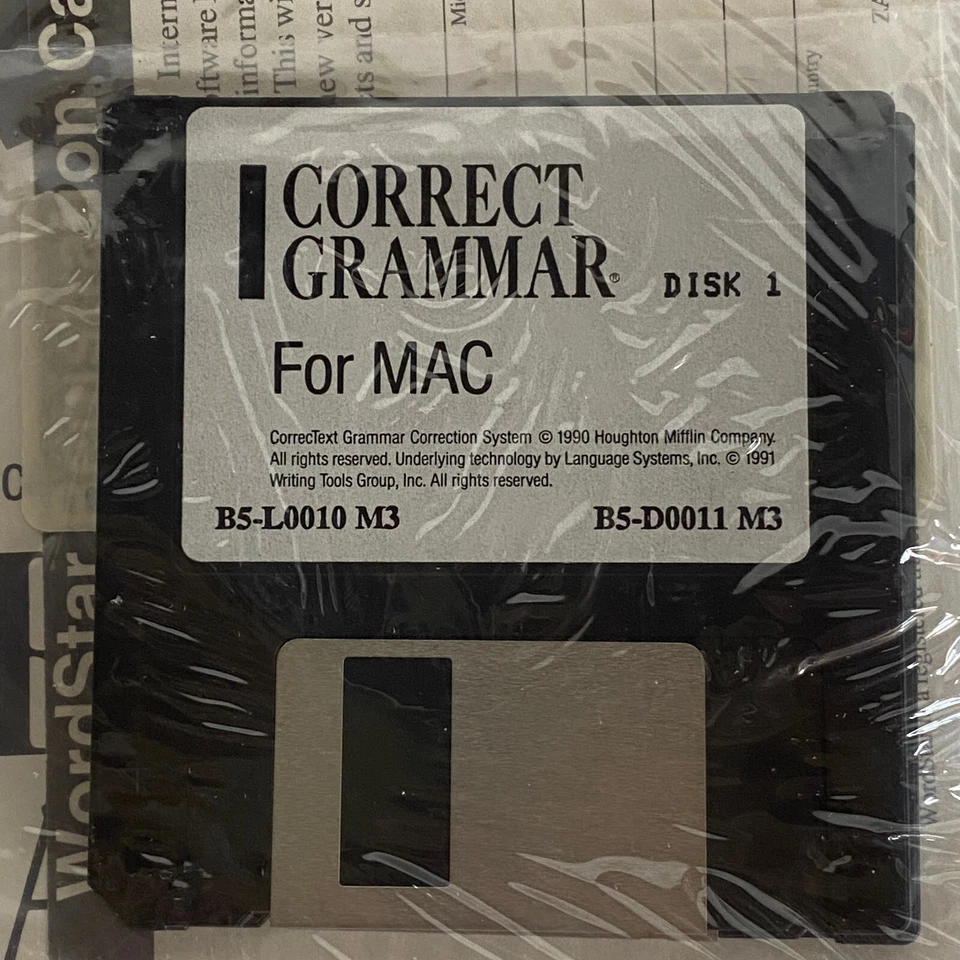 CORRECT
GRAMMAR®
DISK 1
For MAC
CorrecText Grammar Correction System © 1990 Houghton Mifflin Company.
All rights reserved. Underlying technology by Language Systems, Inc. © 1991
Writing Tools Group, Inc. All rights reserved.
B5-L0010 M3
B5-D0011 M3
WordStar
This